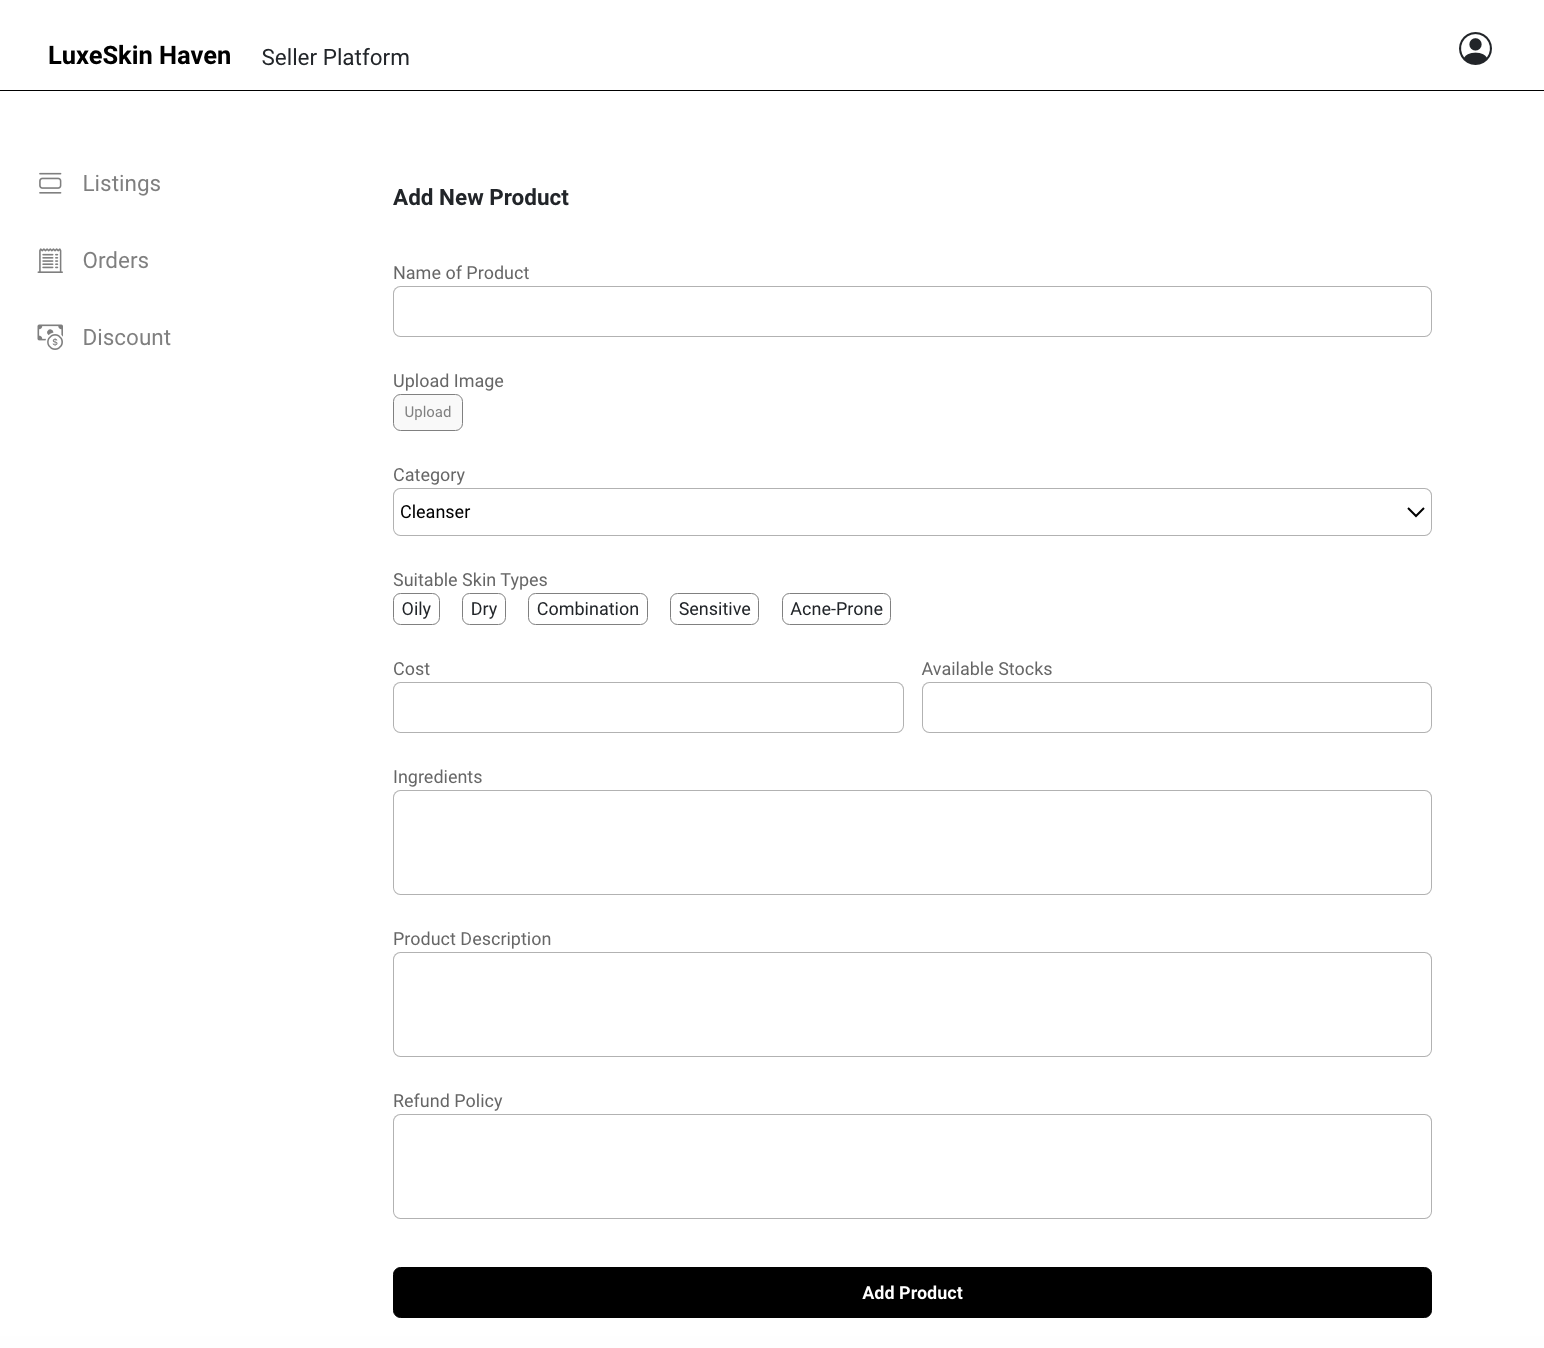 LuxeSkin Haven Seller Platform
Listings
Orders
Discount
Add New Product
Name of Product
Upload Image
Upload
Category
Cleanser
Suitable Skin Types
Oily Dry Combination Sensitive Acne-Prone
Cost Available Stocks
Ingredients
Product Description
Refund Policy
Add Product